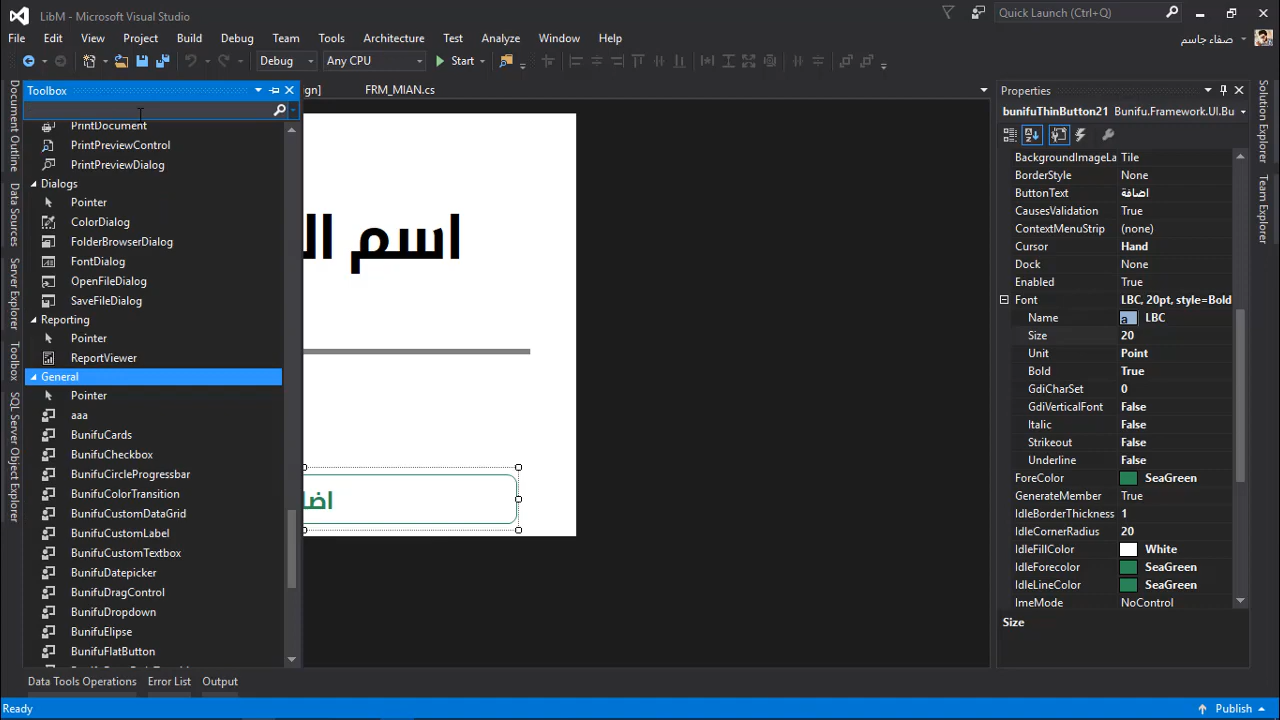 LibM - Microsoft Visual Studio
Quick Launch (Ctrl+Q)
File Edit View Project Build Debug Team Tools Architecture Test Analyze Window Help
صفاء جاسم
Debug
Any CPU
Start
Document Outline
Data Sources
Server Explorer
Toolbox
SQL Server Object Explorer
Toolbox
PrintDocument
PrintPreviewControl
PrintPreviewDialog
Dialogs
Pointer
ColorDialog
FolderBrowserDialog
FontDialog
OpenFileDialog
SaveFileDialog
Reporting
Pointer
ReportViewer
General
Pointer
aaa
BunifuCards
BunifuCheckbox
BunifuCircleProgressbar
BunifuColorTransition
BunifuCustomDataGrid
BunifuCustomLabel
BunifuCustomTextbox
BunifuDatepicker
BunifuDragControl
BunifuDropdown
BunifuElipse
BunifuFlatButton
gn]
FRM_MIAN.cs
اسم ال
اضا
Properties
bunifuThinButton21 Bunifu.Framework.UI.Bu
BackgroundImageLa Tile
BorderStyle None
ButtonText اضافة
CausesValidation True
ContextMenuStrip (none)
Cursor Hand
Dock None
Enabled True
Font LBC, 20pt, style=Bold
Name LBC
Size 20
Unit Point
Bold True
GdiCharSet 0
GdiVerticalFont False
Italic False
Strikeout False
Underline False
ForeColor SeaGreen
GenerateMember True
IdleBorderThickness 1
IdleCornerRadius 20
IdleFillColor White
IdleForecolor SeaGreen
IdleLineColor SeaGreen
ImeMode NoControl
Size
Solution Explorer
Team Explorer
Data Tools Operations
Error List
Output
Ready
Publish